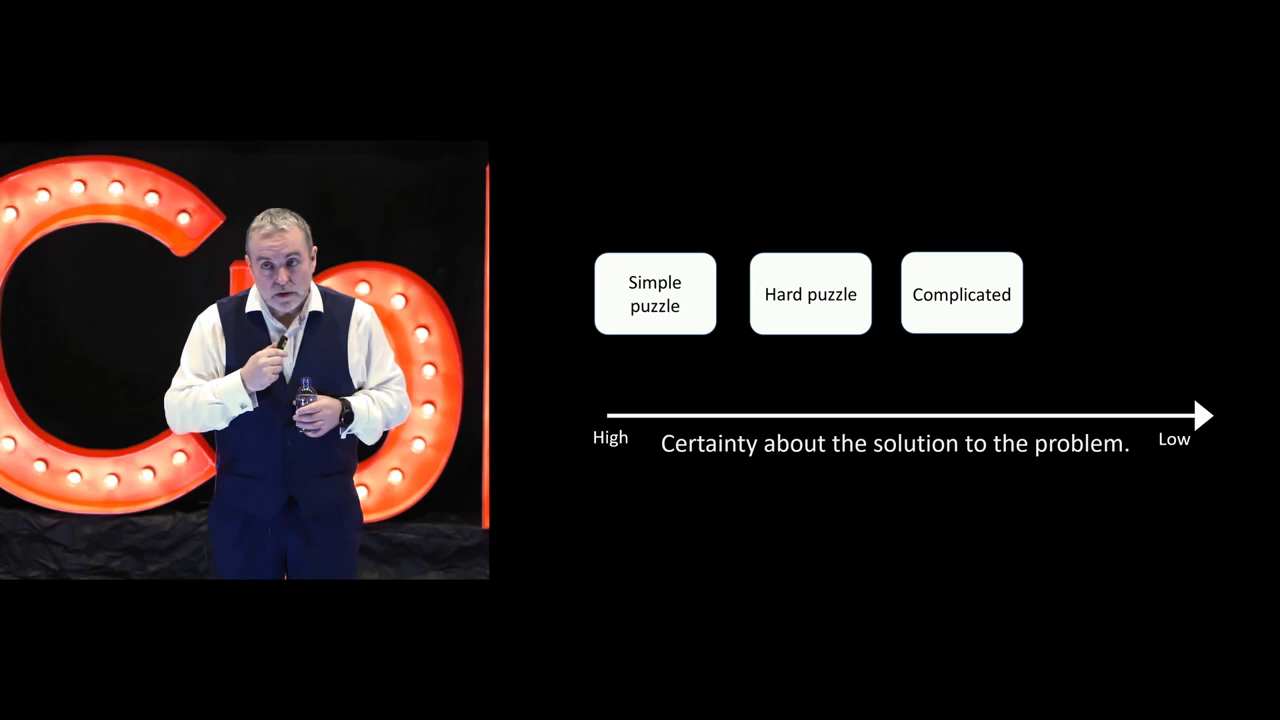 Simple
puzzle
Hard puzzle
Complicated
High
Certainty about the solution to the problem.
Low